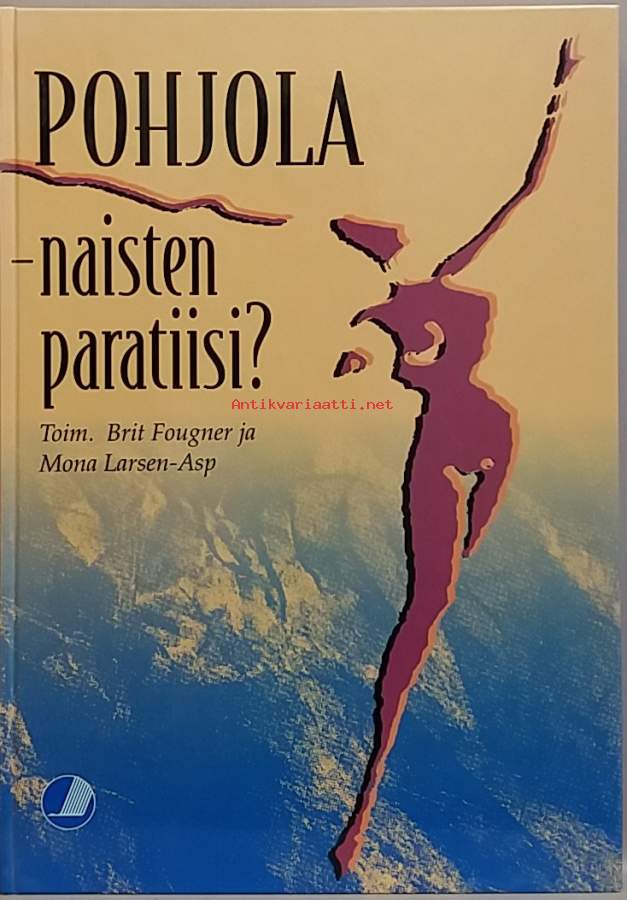 POHJOLA
–naisten
paratiisi?
Antikvariaatti.net
Toim. Brit Fougner ja
Mona Larsen-Asp